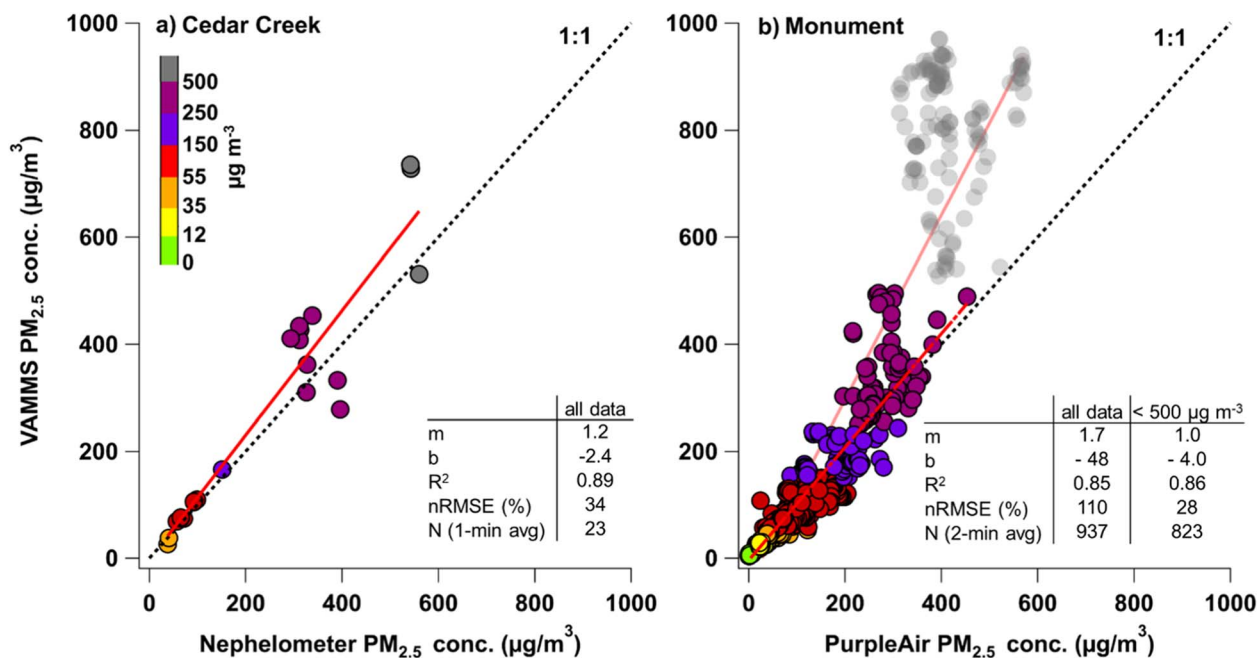 a) Cedar Creek
1:1
1000
800
600
400
200
0
VAMMS PM2.5 conc. (µg/m3)
500
250
150
55
35
12
0
µg m-3
all data
m 1.2
b -2.4
R2 0.89
nRMSE (%) 34
N (1-min avg) 23
0 200 400 600 800 1000
Nephelometer PM2.5 conc. (µg/m3)
b) Monument
1:1
1000
800
600
400
200
0
all data < 500 µg m-3
m 1.7 1.0
b - 48 - 4.0
R2 0.85 0.86
nRMSE (%) 110 28
N (2-min avg) 937 823
0 200 400 600 800 1000
PurpleAir PM2.5 conc. (µg/m3)